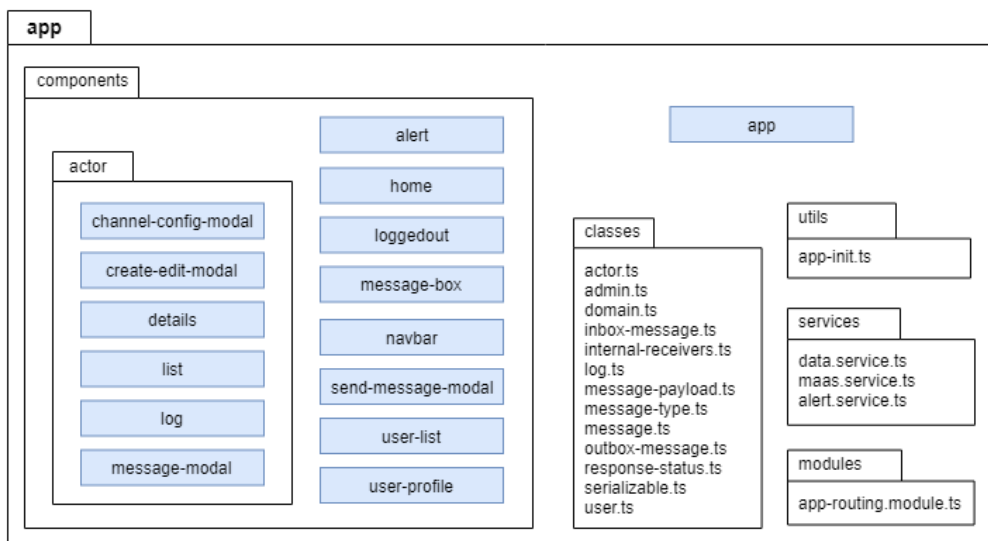 app
components
actor
channel-config-modal
create-edit-modal
details
list
log
message-modal
alert
home
loggedout
message-box
navbar
send-message-modal
user-list
user-profile
app
classes
actor.ts
admin.ts
domain.ts
inbox-message.ts
internal-receivers.ts
log.ts
message-payload.ts
message-type.ts
message.ts
outbox-message.ts
response-status.ts
serializable.ts
user.ts
utils
app-init.ts
services
data.service.ts
maas.service.ts
alert.service.ts
modules
app-routing.module.ts